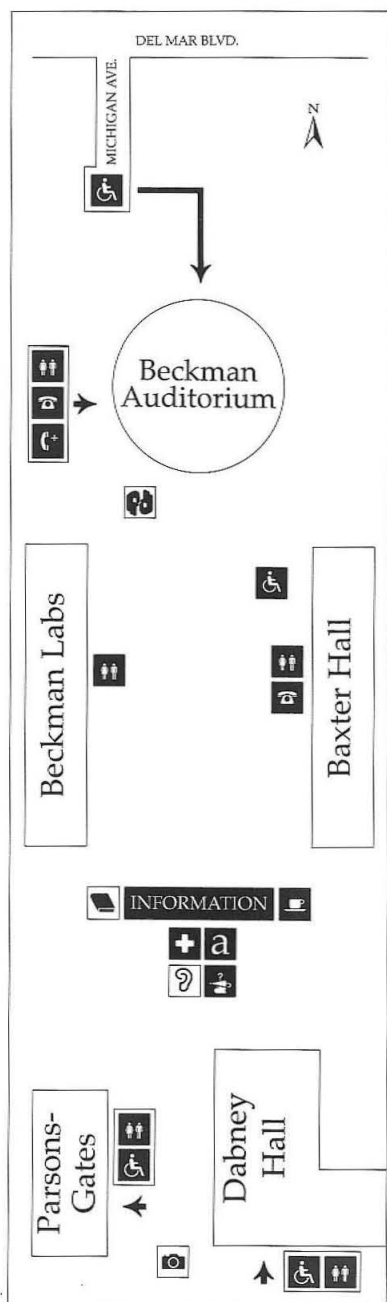 DEL MAR BLVD.
MICHIGAN AVE.
N
Beckman
Auditorium
Beckman Labs
Baxter Hall
INFORMATION
a
?
Parsons-
Gates
Dabney
Hall